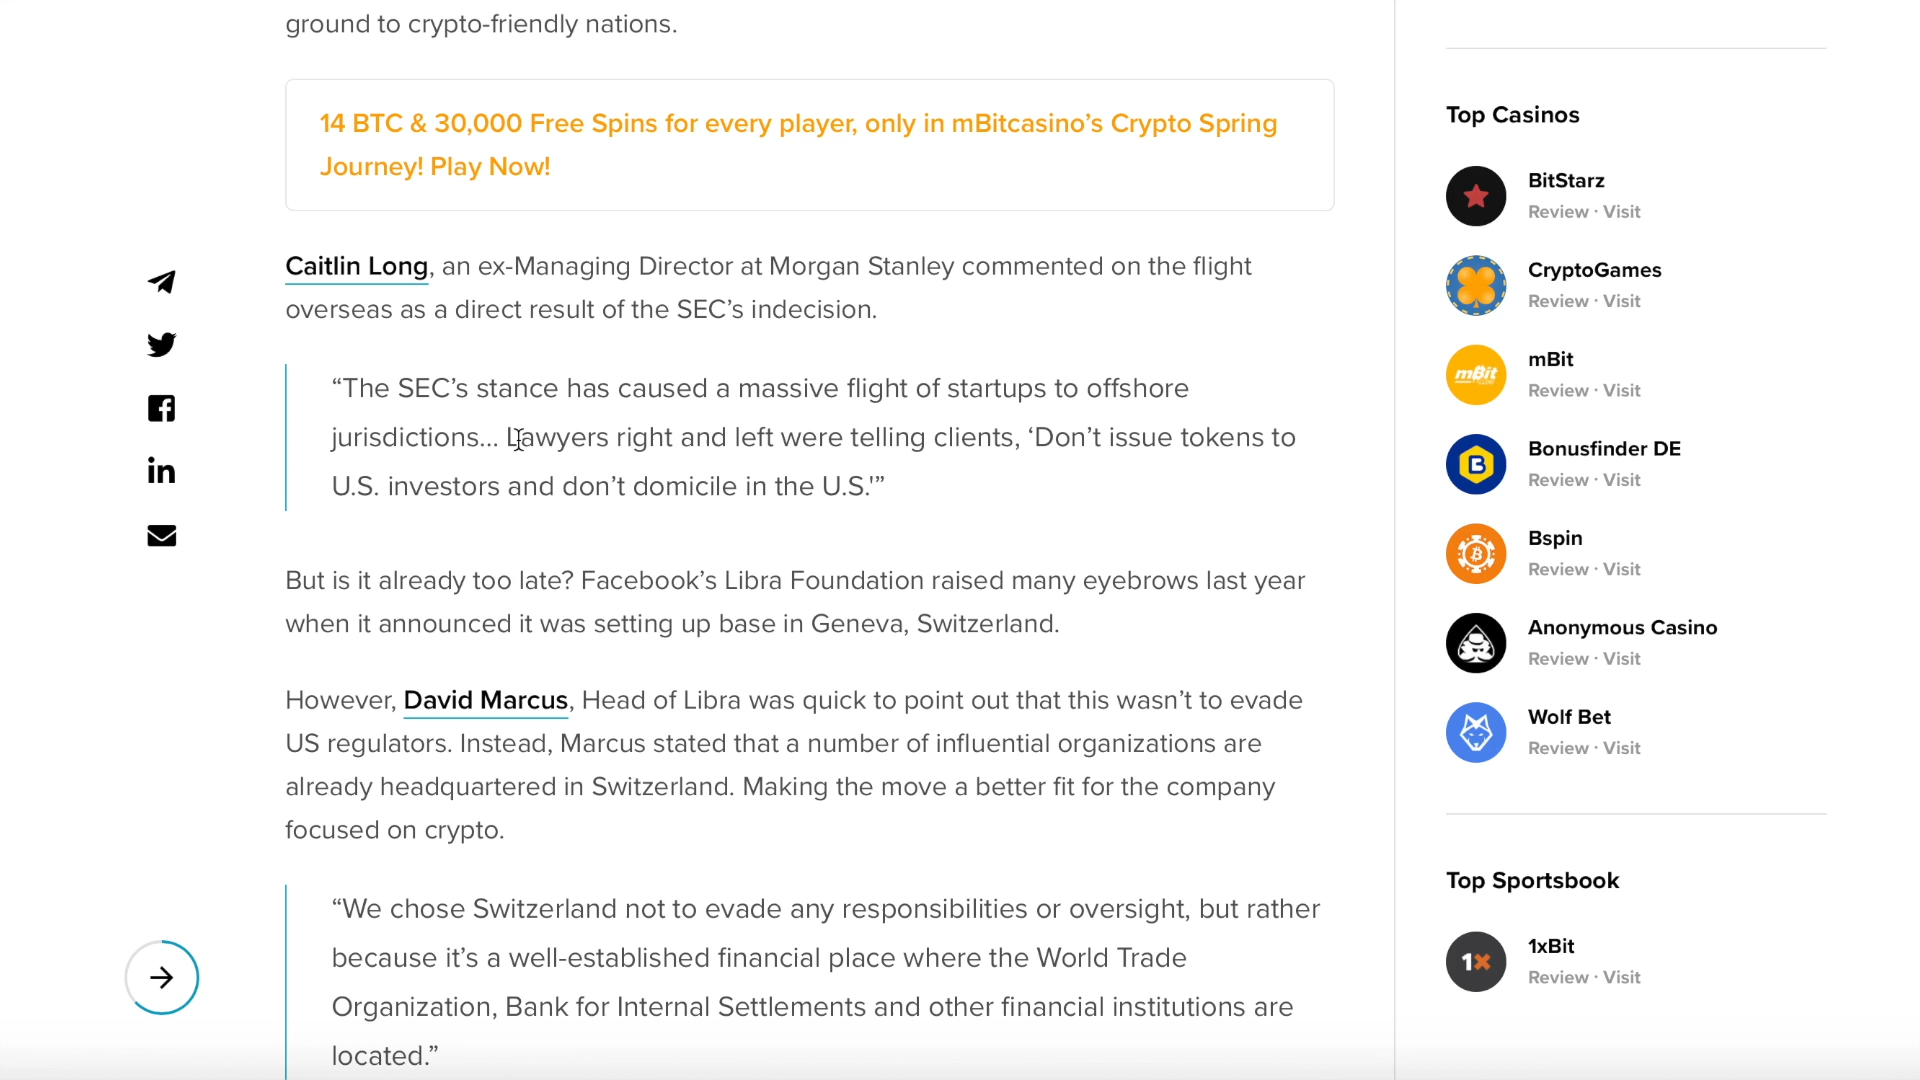 ground to crypto-friendly nations.
14 BTC & 30,000 Free Spins for every player, only in mBitcasino’s Crypto Spring
Journey! Play Now!
Caitlin Long, an ex-Managing Director at Morgan Stanley commented on the flight
overseas as a direct result of the SEC’s indecision.
“The SEC’s stance has caused a massive flight of startups to offshore
jurisdictions... Lawyers right and left were telling clients, ‘Don’t issue tokens to
U.S. investors and don’t domicile in the U.S.'”
But is it already too late? Facebook’s Libra Foundation raised many eyebrows last year
when it announced it was setting up base in Geneva, Switzerland.
However, David Marcus, Head of Libra was quick to point out that this wasn’t to evade
US regulators. Instead, Marcus stated that a number of influential organizations are
already headquartered in Switzerland. Making the move a better fit for the company
focused on crypto.
“We chose Switzerland not to evade any responsibilities or oversight, but rather
because it’s a well-established financial place where the World Trade
Organization, Bank for Internal Settlements and other financial institutions are
located.”
Top Casinos
BitStarz
Review · Visit
CryptoGames
Review · Visit
mBit
mBit
Review · Visit
Bonusfinder DE
Review · Visit
Bspin
Review · Visit
Anonymous Casino
Review · Visit
Wolf Bet
Review · Visit
Top Sportsbook
1x
1xBit
Review · Visit